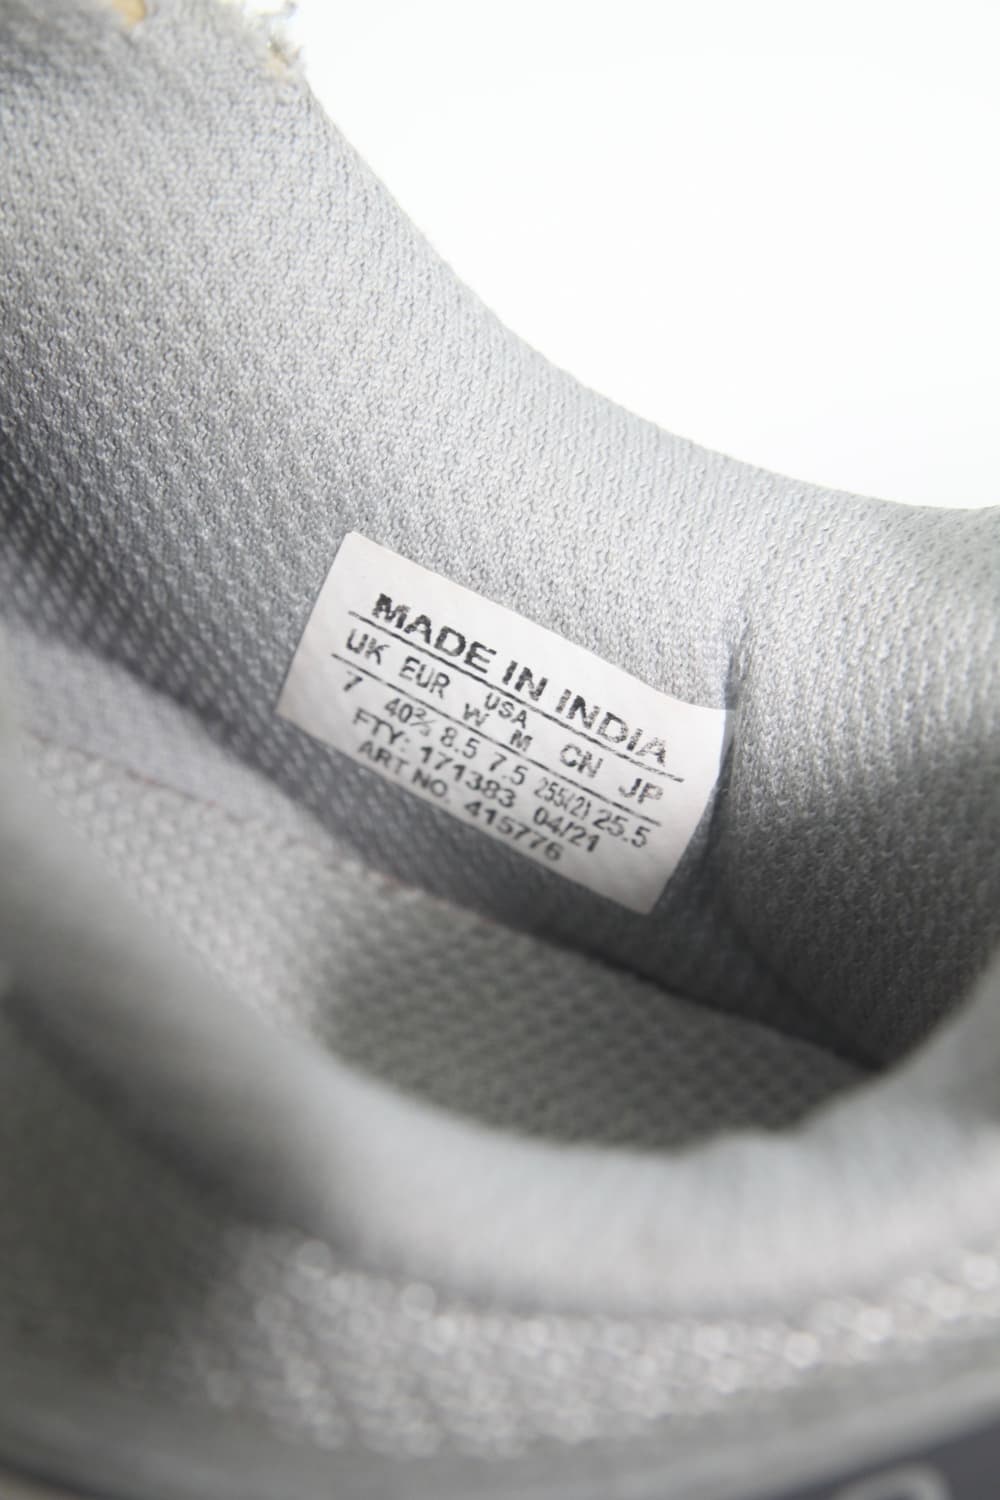 MADE IN INDIA
UK EUR USA CN JP
W M
7 40⅔ 8.5 7.5 255(2) 25.5
FTY: 171383 04/21
ART NO. 415776